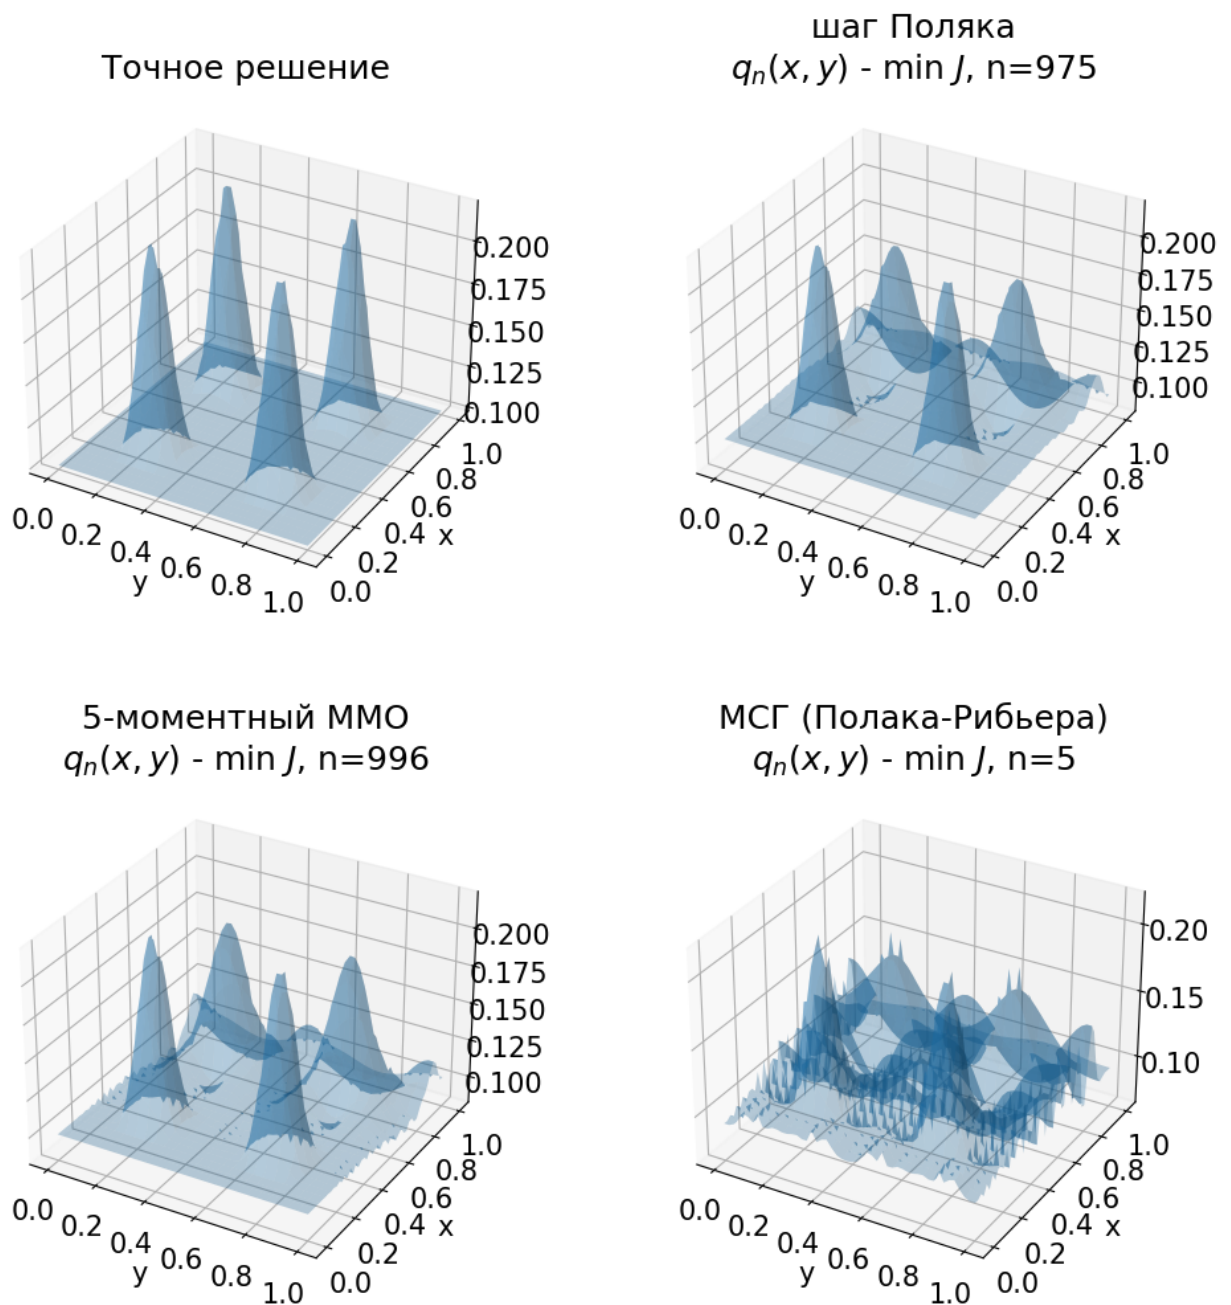 Точное решение
0.200
0.175
0.150
0.125
0.100
0.0 0.2 0.4 0.6 0.8 1.0
y
0.0 0.2 0.4 0.6 0.8 1.0
x
шаг Поляка
qₙ(x, y) - min J, n=975
0.200
0.175
0.150
0.125
0.100
0.0 0.2 0.4 0.6 0.8 1.0
y
0.0 0.2 0.4 0.6 0.8 1.0
x
5-моментный ММО
qₙ(x, y) - min J, n=996
0.200
0.175
0.150
0.125
0.100
0.0 0.2 0.4 0.6 0.8 1.0
y
0.0 0.2 0.4 0.6 0.8 1.0
x
МСГ (Полака-Рибьера)
qₙ(x, y) - min J, n=5
0.20
0.15
0.10
0.0 0.2 0.4 0.6 0.8 1.0
y
0.0 0.2 0.4 0.6 0.8 1.0
x